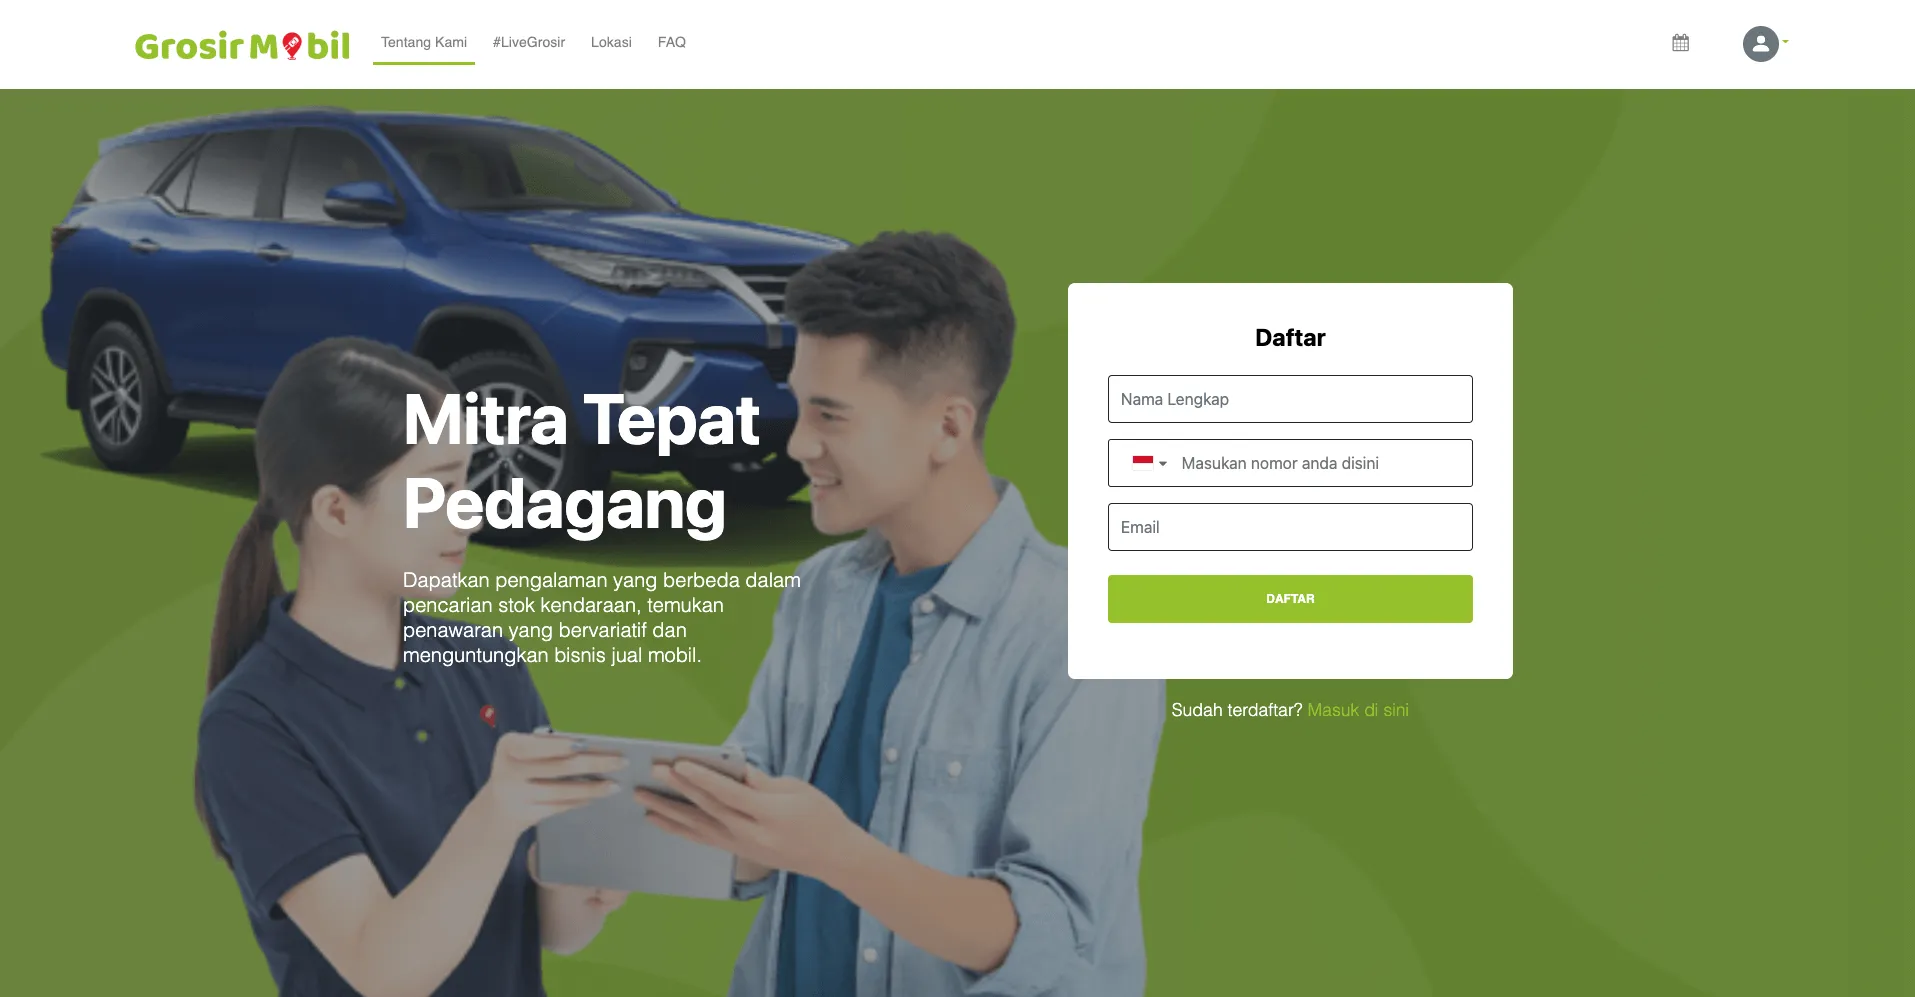 Grosir Mobil
Tentang Kami
#LiveGrosir
Lokasi
FAQ
Mitra Tepat
Pedagang
Dapatkan pengalaman yang berbeda dalam
pencarian stok kendaraan, temukan
penawaran yang bervariatif dan
menguntungkan bisnis jual mobil.
Daftar
Nama Lengkap
Masukan nomor anda disini
Email
DAFTAR
Sudah terdaftar? Masuk di sini